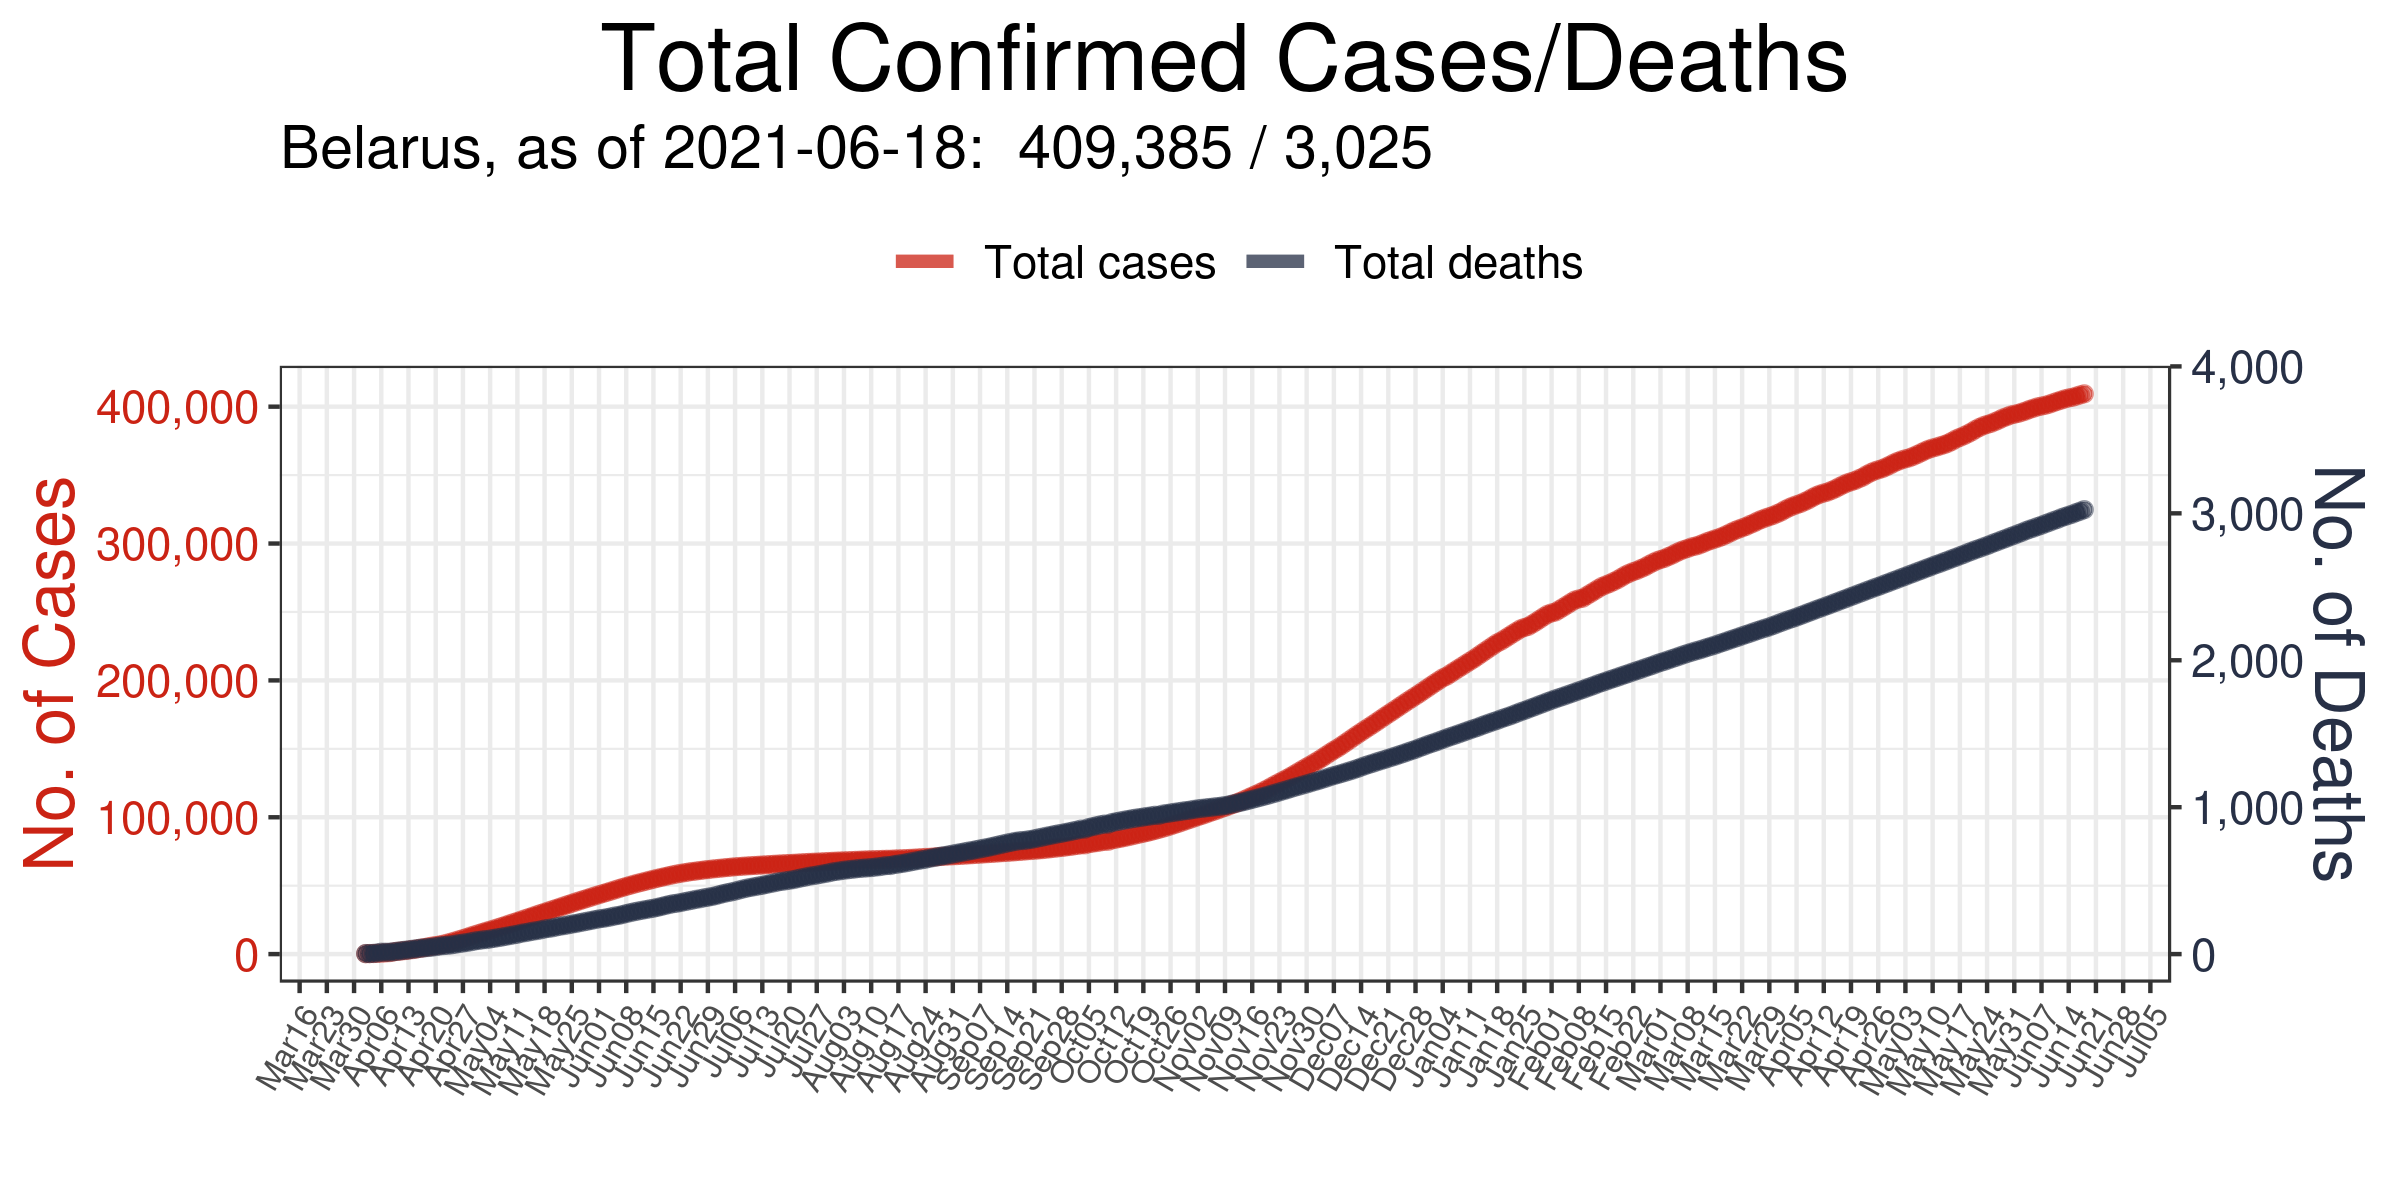 Total Confirmed Cases/Deaths
Belarus, as of 2021-06-18:  409,385 / 3,025
Total cases
Total deaths
No. of Cases
400,000
300,000
200,000
100,000
0
4,000
3,000
2,000
1,000
0
No. of Deaths
Mar16
Mar23
Mar30
Apr06
Apr13
Apr20
Apr27
May04
May11
May18
May25
Jun01
Jun08
Jun15
Jun22
Jun29
Jul06
Jul13
Jul20
Jul27
Aug03
Aug10
Aug17
Aug24
Aug31
Sep07
Sep14
Sep21
Sep28
Oct05
Oct12
Oct19
Oct26
Nov02
Nov09
Nov16
Nov23
Nov30
Dec07
Dec14
Dec21
Dec28
Jan04
Jan11
Jan18
Jan25
Feb01
Feb08
Feb15
Feb22
Mar01
Mar08
Mar15
Mar22
Mar29
Apr05
Apr12
Apr19
Apr26
May03
May10
May17
May24
May31
Jun07
Jun14
Jun21
Jun28
Jul05